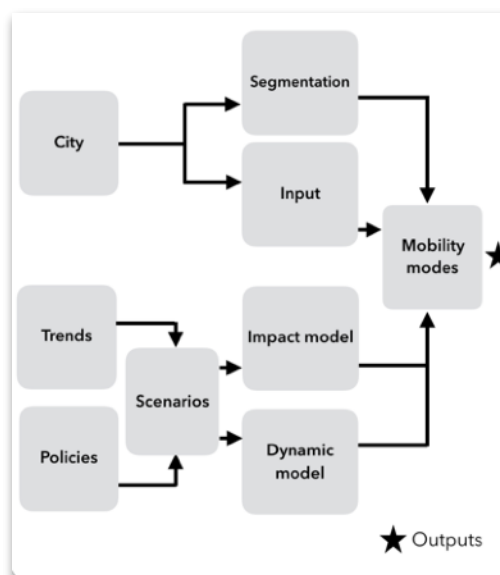 Segmentation
City
Input
Mobility
modes
Trends
Impact model
Scenarios
Policies
Dynamic
model
Outputs